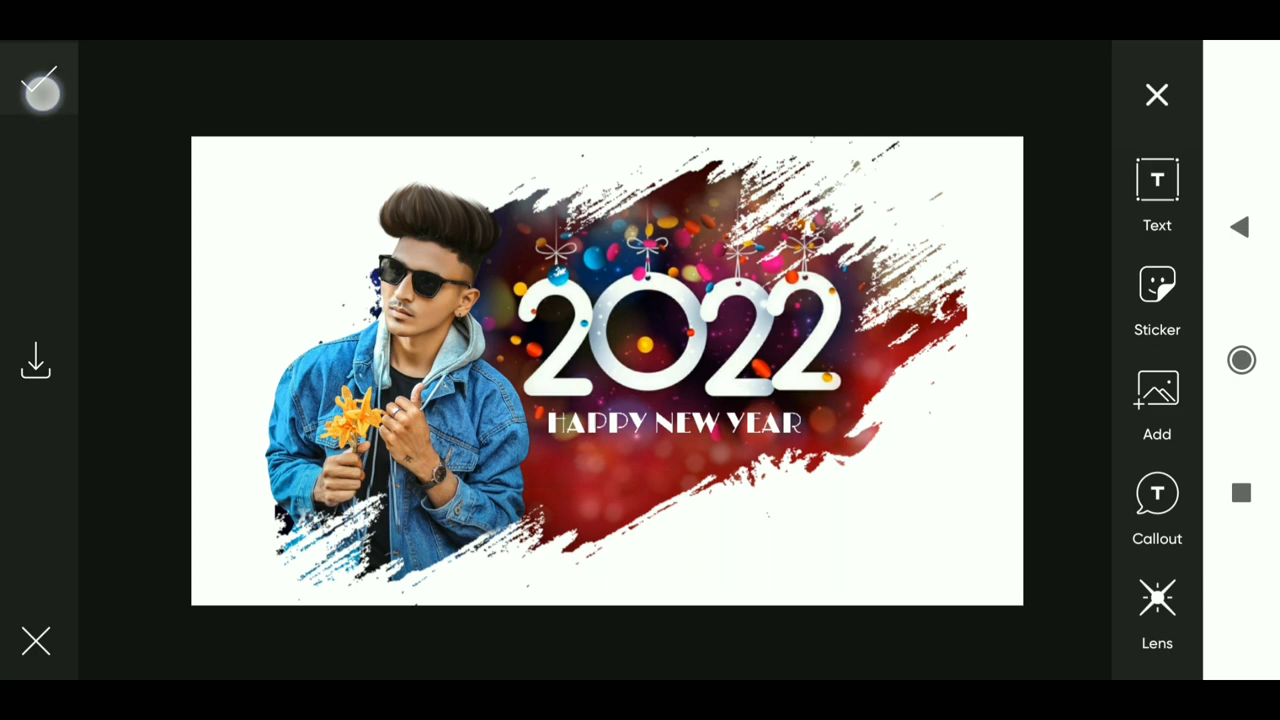 T
Text
Sticker
Add
T
Callout
Lens
2022
HAPPY NEW YEAR